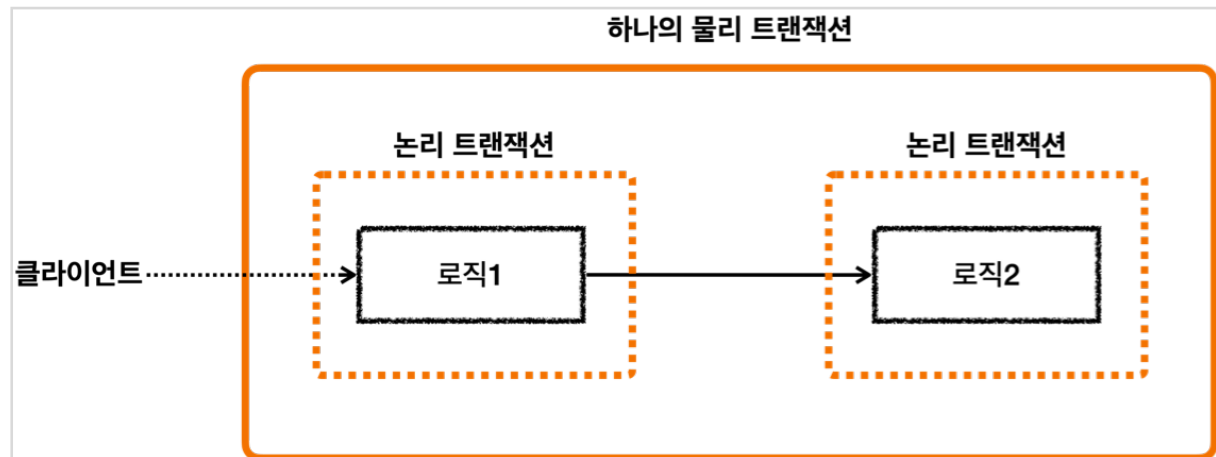 하나의 물리 트랜잭션
논리 트랜잭션
논리 트랜잭션
클라이언트
로직1
로직2